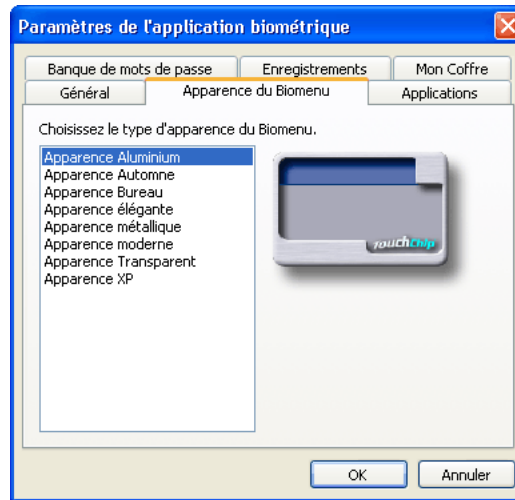 Paramètres de l'application biométrique
Banque de mots de passe Enregistrements Mon Coffre
Général Apparence du Biomenu Applications
Choisissez le type d'apparence du Biomenu.
Apparence Aluminium
Apparence Automne
Apparence Bureau
Apparence élégante
Apparence métallique
Apparence moderne
Apparence Transparent
Apparence XP
TouchChip
OK Annuler